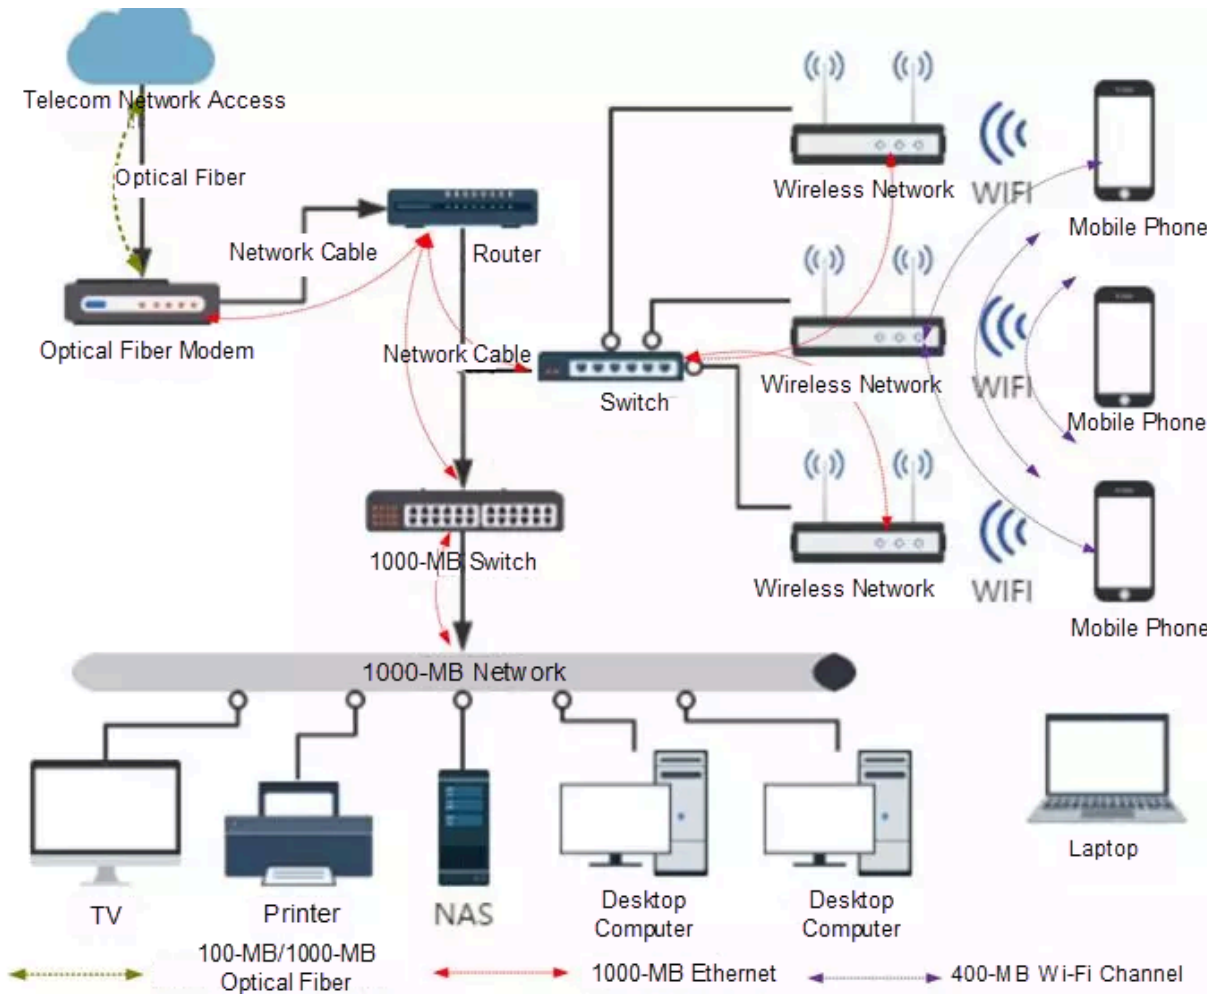 Telecom Network Access
Optical Fiber
Network Cable
Router
Optical Fiber Modem
Network Cable
Switch
Wireless Network
WIFI
Mobile Phone
Wireless Network
WIFI
Mobile Phone
Wireless Network
WIFI
Mobile Phone
1000-MB Switch
1000-MB Network
TV
Printer
NAS
Desktop
Computer
Desktop
Computer
Laptop
100-MB/1000-MB
Optical Fiber
1000-MB Ethernet
400-MB Wi-Fi Channel